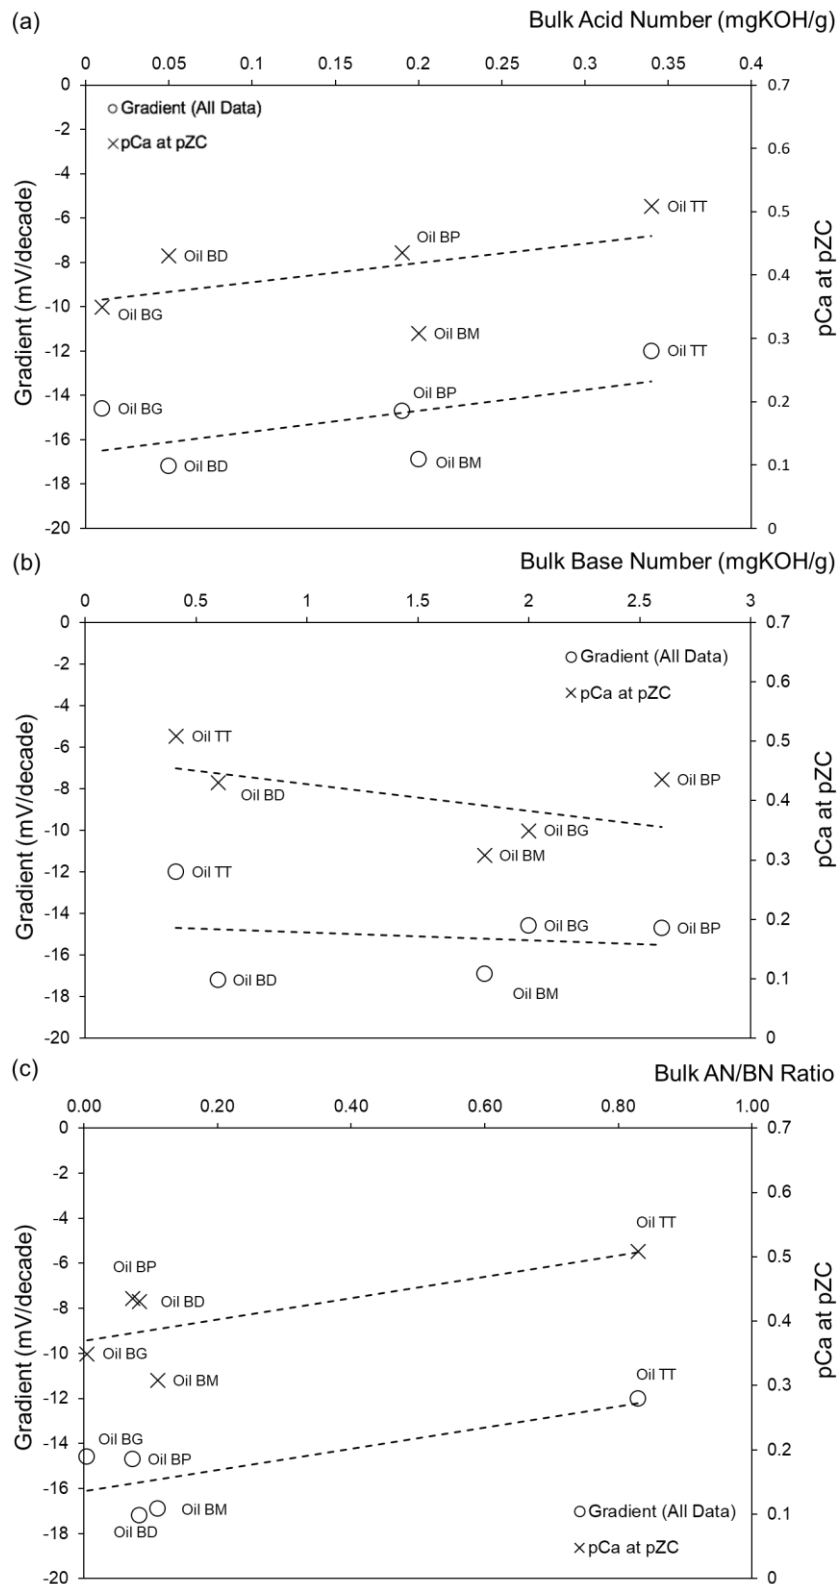 (a)
Bulk Acid Number (mgKOH/g)
0 0.05 0.1 0.15 0.2 0.25 0.3 0.35 0.4
Gradient (mV/decade)
0
-2
-4
-6
-8
-10
-12
-14
-16
-18
-20
Gradient (All Data)
pCa at pZC
Oil TT
Oil BP
Oil BD
Oil BG
Oil BM
Oil TT
Oil BP
Oil BG
Oil BD
Oil BM
0.7
0.6
0.5
0.4
0.3
0.2
0.1
0
pCa at pZC
(b)
Bulk Base Number (mgKOH/g)
0 0.5 1 1.5 2 2.5 3
Gradient (mV/decade)
0
-2
-4
-6
-8
-10
-12
-14
-16
-18
-20
Gradient (All Data)
pCa at pZC
Oil TT
Oil BD
Oil BP
Oil BG
Oil BM
Oil TT
Oil BG
Oil BP
Oil BD
Oil BM
0.7
0.6
0.5
0.4
0.3
0.2
0.1
0
pCa at pZC
(c)
Bulk AN/BN Ratio
0.00 0.20 0.40 0.60 0.80 1.00
Gradient (mV/decade)
0
-2
-4
-6
-8
-10
-12
-14
-16
-18
-20
Oil TT
Oil BP
Oil BD
Oil BG
Oil BM
Oil TT
Oil BG
Oil BP
Oil BM
Oil BD
Gradient (All Data)
pCa at pZC
0.7
0.6
0.5
0.4
0.3
0.2
0.1
0
pCa at pZC